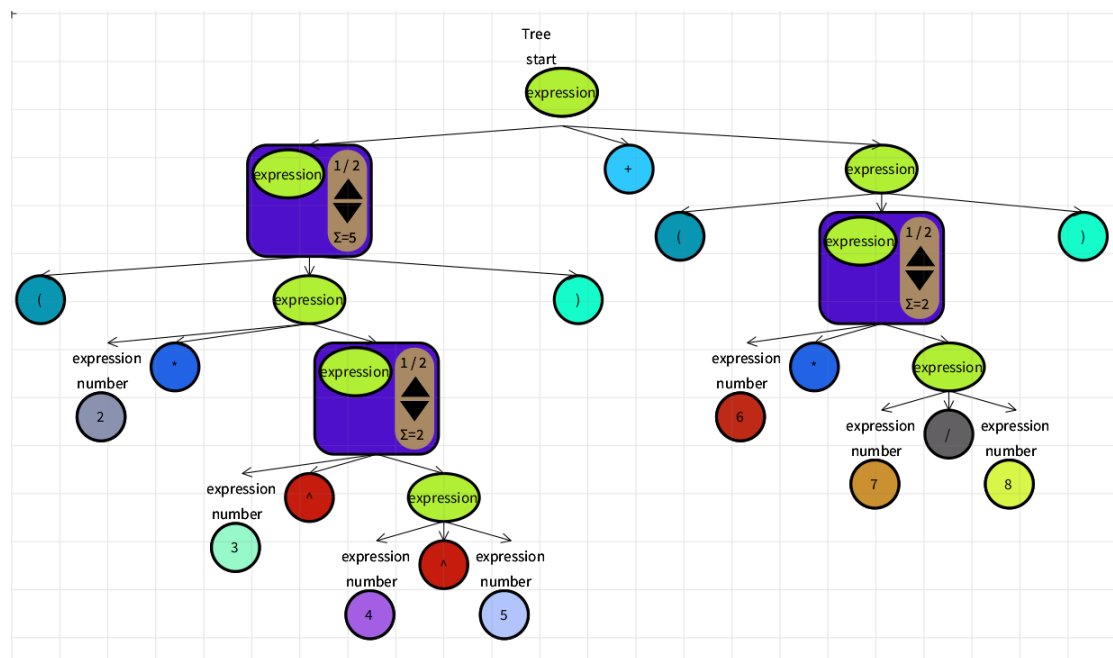 Tree
start
expression
expression
1 / 2
Σ=5
+
expression
(
expression
1 / 2
Σ=2
)
(
expression
)
expression
number
2
*
expression
1 / 2
Σ=2
expression
number
6
*
expression
expression
number
7
/
expression
number
8
expression
number
3
^
expression
expression
number
4
^
expression
number
5